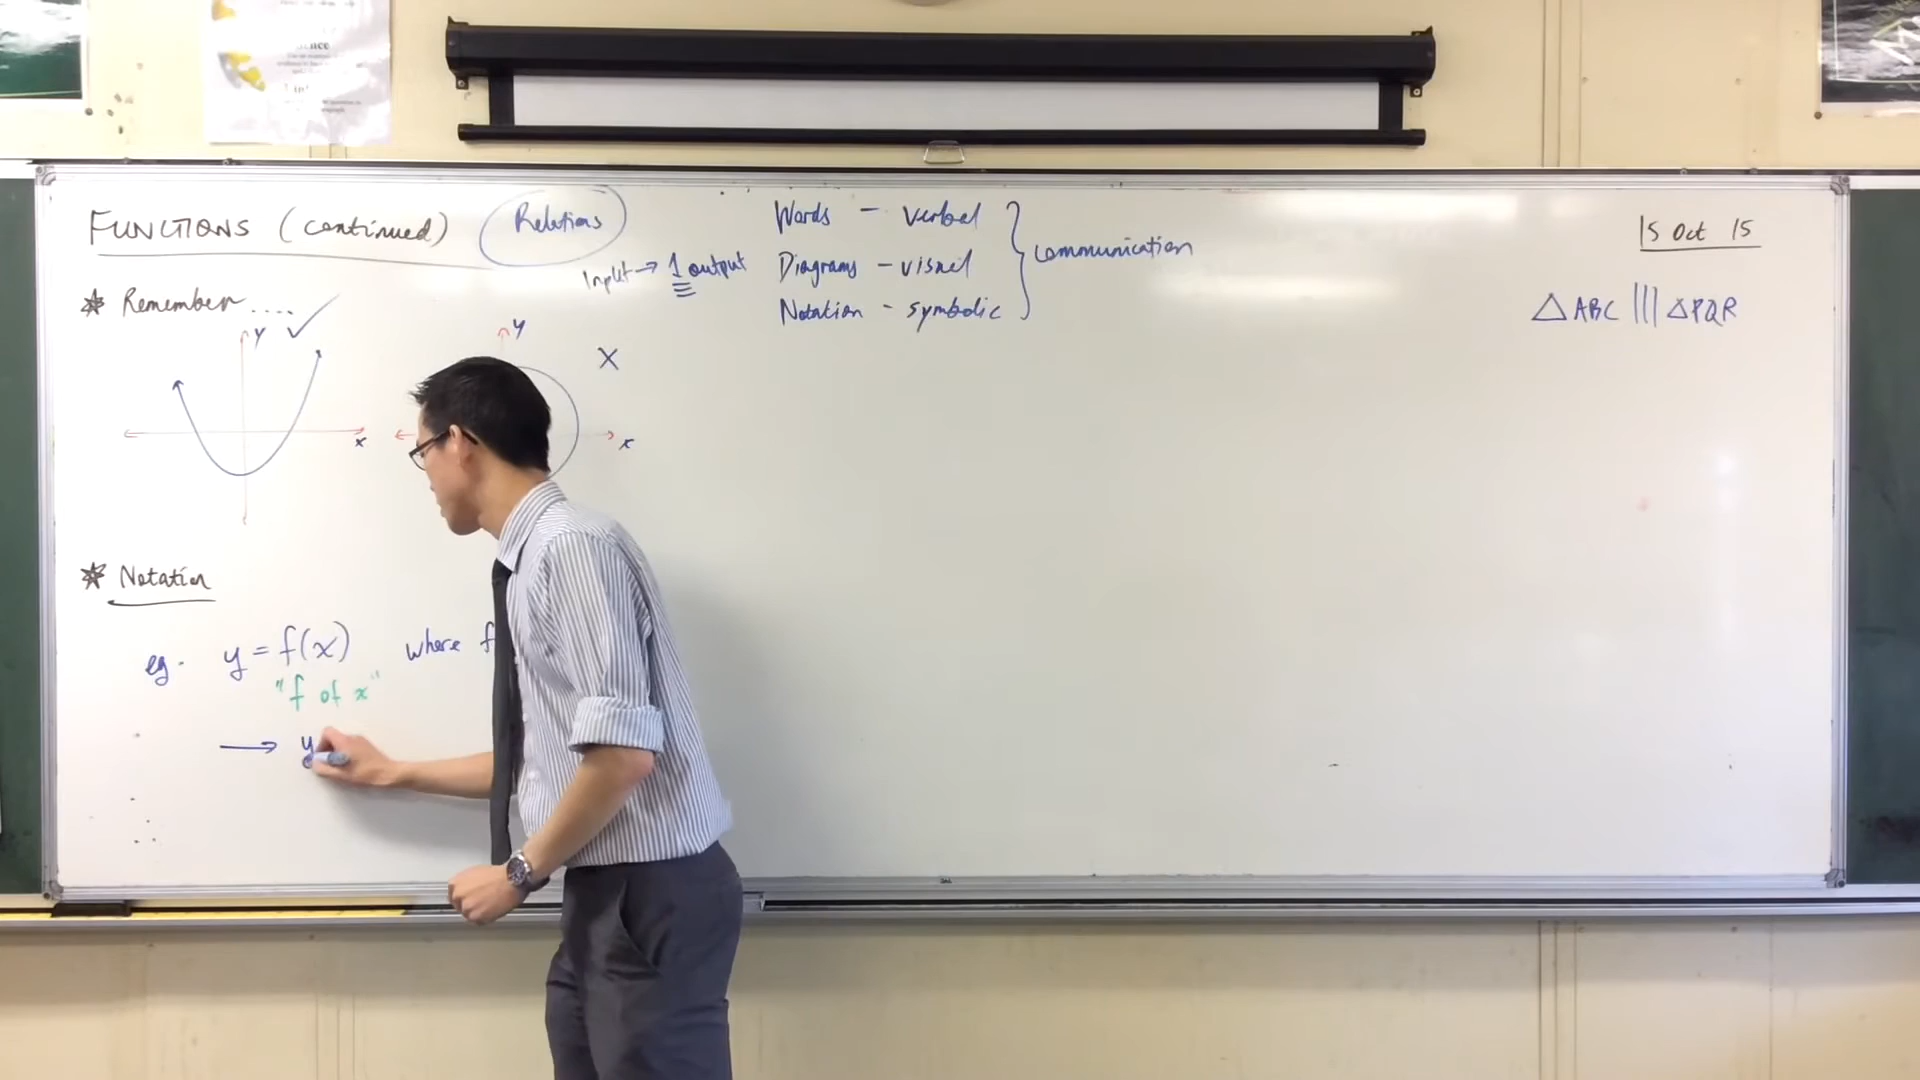 FUNCTIONS (continued)
Relations
Input → 1 output
Words - verbal
Diagrams - visual
Notation - symbolic
communication
15 Oct 15
△ABC ||| △PQR
* Remember ....
y
x
y
x
X
* Notation
eg. y = f(x) where f
"f of x"
→ y